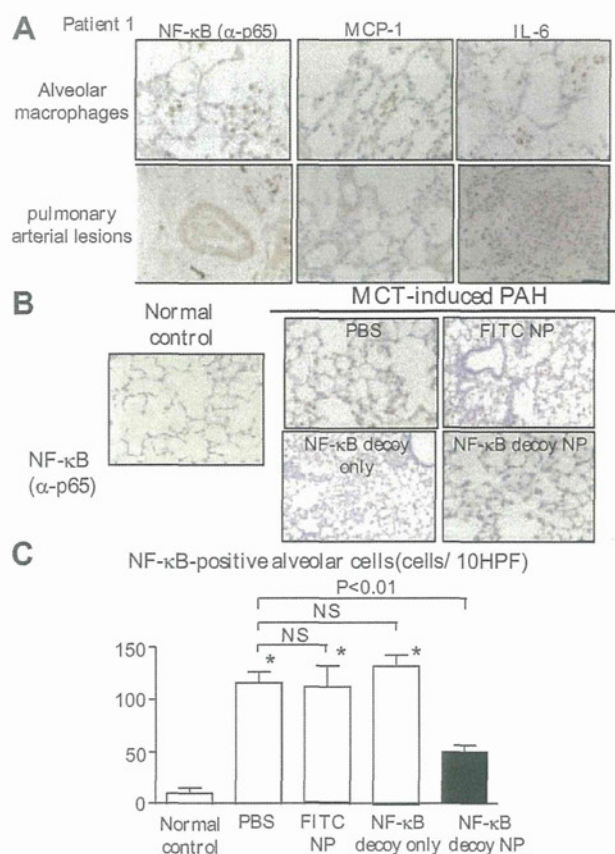 A
Patient 1
NF-κB (α-p65)
MCP-1
IL-6
Alveolar
macrophages
pulmonary
arterial lesions
B
MCT-induced PAH
Normal
control
PBS
FITC NP
NF-κB
(α-p65)
NF-κB decoy
only
NF-κB decoy NP
C
NF-κB-positive alveolar cells(cells/ 10HPF)
P<0.01
NS
NS
150
100
50
0
*
*
*
Normal
control
PBS
FITC
NP
NF-κB
decoy only
NF-κB
decoy NP